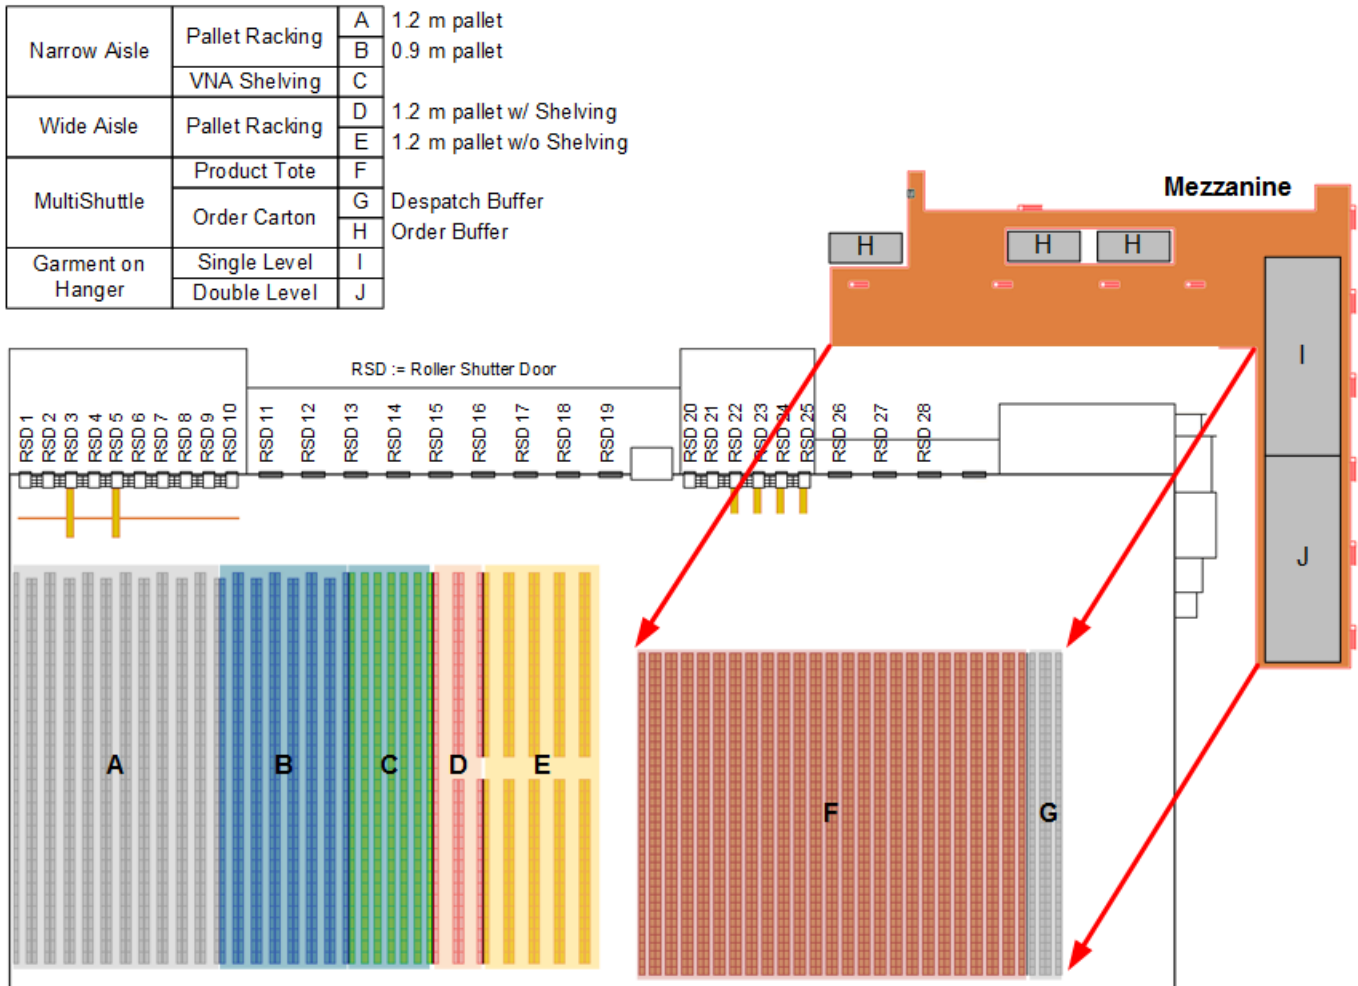 Narrow Aisle Pallet Racking A 1.2 m pallet
B 0.9 m pallet
VNA Shelving C
Wide Aisle Pallet Racking D 1.2 m pallet w/ Shelving
E 1.2 m pallet w/o Shelving
MultiShuttle Product Tote F
Order Carton G Despatch Buffer
H Order Buffer
Garment on Hanger Single Level I
Double Level J
Mezzanine
H H H
I
J
RSD := Roller Shutter Door
RSD 1
RSD 2
RSD 3
RSD 4
RSD 5
RSD 6
RSD 7
RSD 8
RSD 9
RSD 10
RSD 11
RSD 12
RSD 13
RSD 14
RSD 15
RSD 16
RSD 17
RSD 18
RSD 19
RSD 20
RSD 21
RSD 22
RSD 23
RSD 24
RSD 25
RSD 26
RSD 27
RSD 28
A B C D E
F G